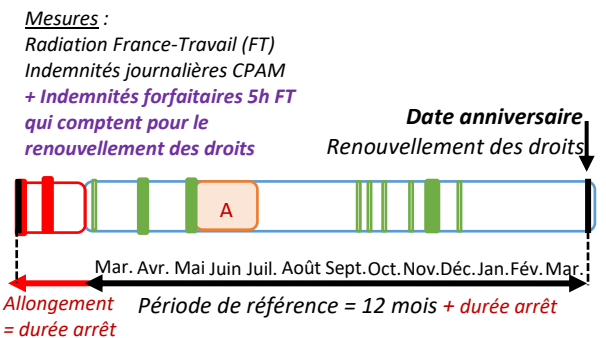 Mesures :
Radiation France-Travail (FT)
Indemnités journalières CPAM
+ Indemnités forfaitaires 5h FT
qui comptent pour le
renouvellement des droits
Date anniversaire
Renouvellement des droits
A
Mar. Avr. Mai Juin Juil. Août Sept. Oct. Nov. Déc. Jan. Fév. Mar.
Allongement
= durée arrêt
Période de référence = 12 mois + durée arrêt